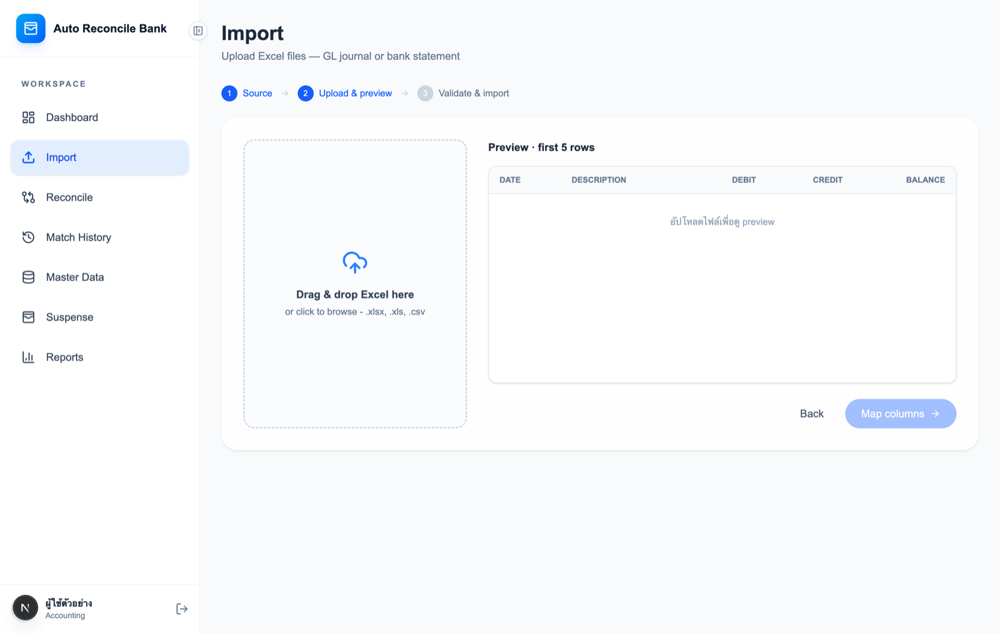 Auto Reconcile Bank
WORKSPACE
Dashboard
Import
Reconcile
Match History
Master Data
Suspense
Reports
N
ผู้ใช้ตัวอย่าง
Accounting
Import
Upload Excel files — GL journal or bank statement
1 Source → 2 Upload & preview → 3 Validate & import
Drag & drop Excel here
or click to browse - .xlsx, .xls, .csv
Preview · first 5 rows
DATE DESCRIPTION DEBIT CREDIT BALANCE
อัปโหลดไฟล์เพื่อดู preview
Back
Map columns →